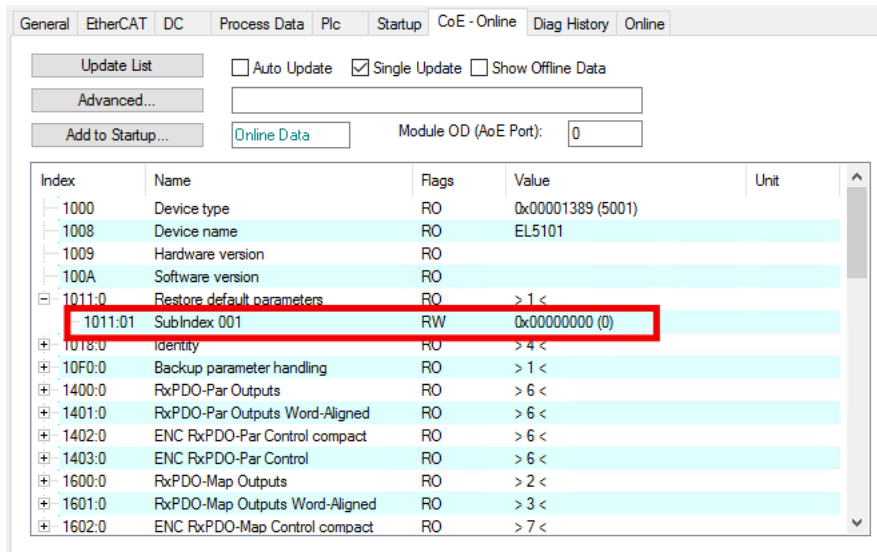 General EtherCAT DC Process Data Plc Startup CoE - Online Diag History Online
Update List Auto Update Single Update Show Offline Data
Advanced...
Add to Startup... Online Data Module OD (AoE Port): 0
Index Name Flags Value Unit
1000 Device type RO 0x00001389 (5001)
1008 Device name RO EL5101
1009 Hardware version RO
100A Software version RO
1011:0 Restore default parameters RO > 1 <
1011:01 SubIndex 001 RW 0x00000000 (0)
1018:0 Identity RO > 4 <
10F0:0 Backup parameter handling RO > 1 <
1400:0 RxPDO-Par Outputs RO > 6 <
1401:0 RxPDO-Par Outputs Word-Aligned RO > 6 <
1402:0 ENC RxPDO-Par Control compact RO > 6 <
1403:0 ENC RxPDO-Par Control RO > 6 <
1600:0 RxPDO-Map Outputs RO > 2 <
1601:0 RxPDO-Map Outputs Word-Aligned RO > 3 <
1602:0 ENC RxPDO-Map Control compact RO > 7 <